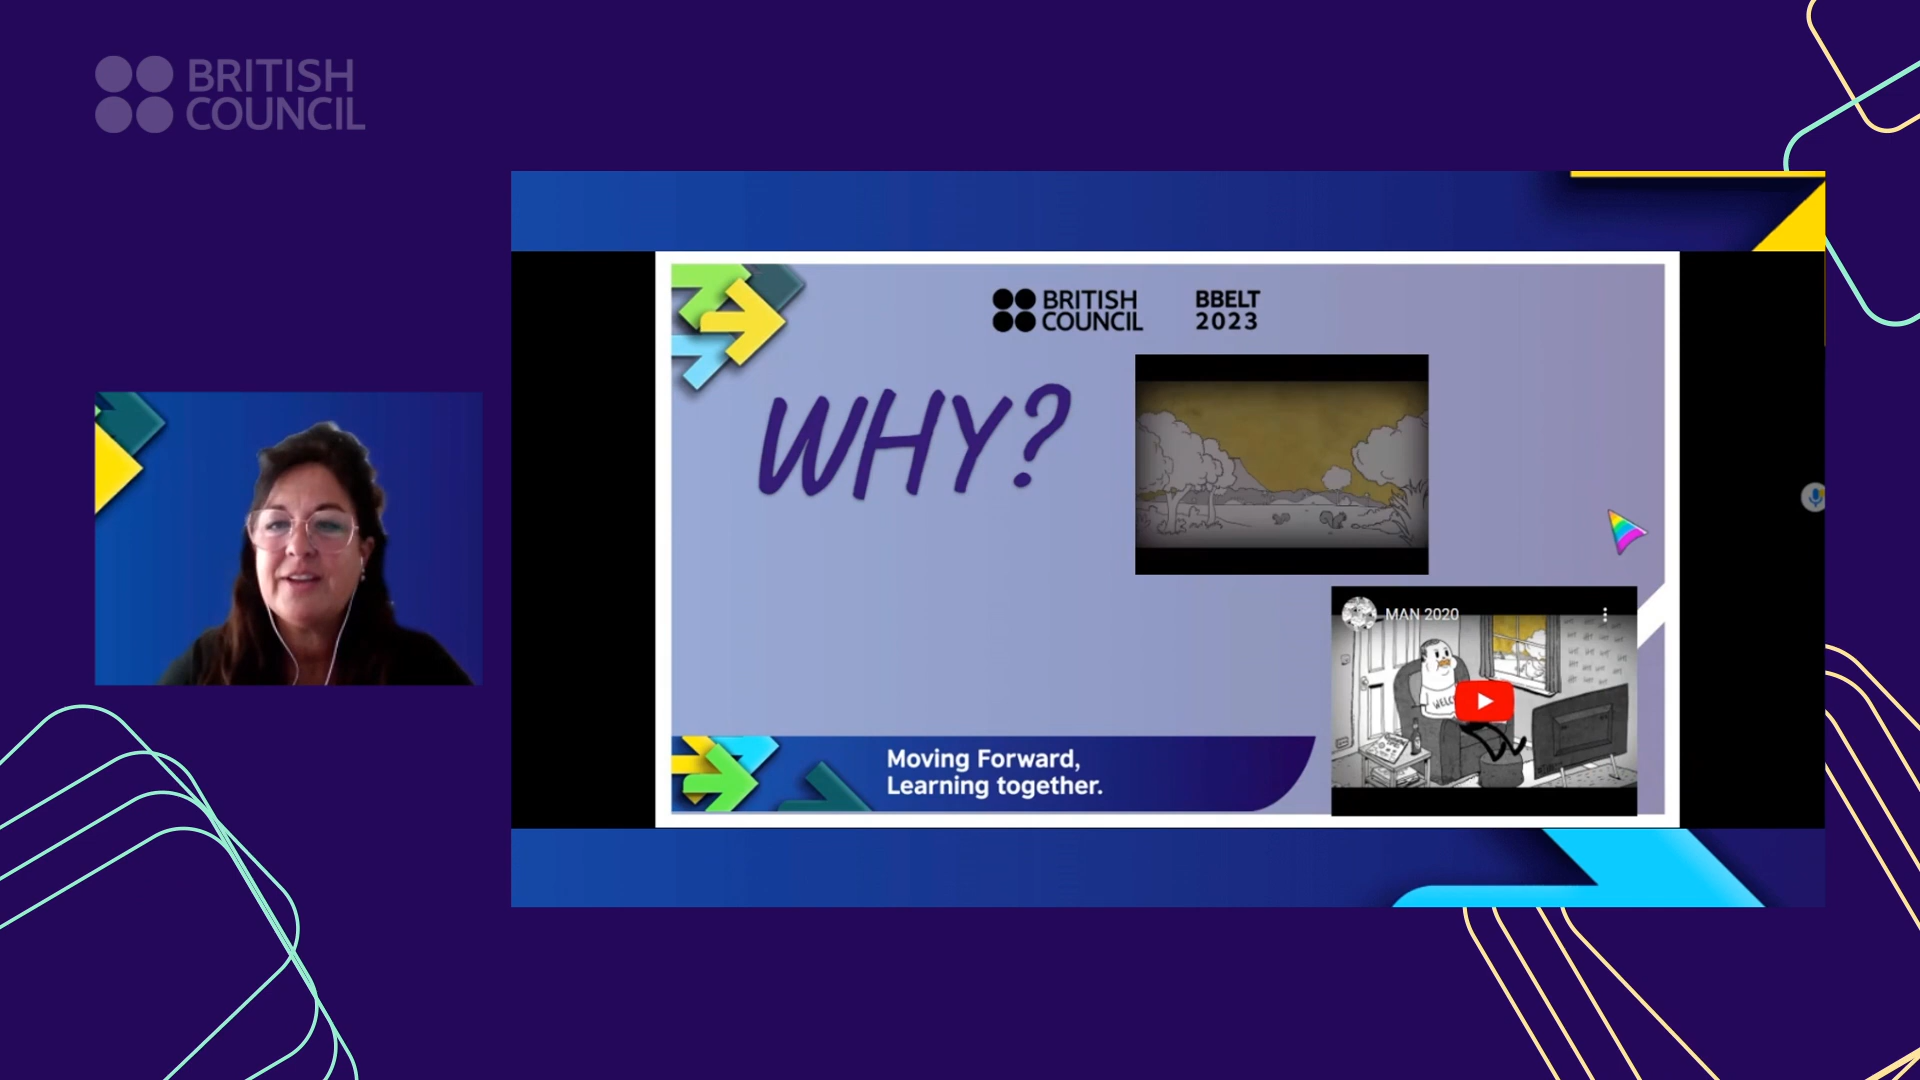 BRITISH
COUNCIL
BRITISH
COUNCIL
BBELT
2023
WHY?
MAN 2020
Moving Forward,
Learning together.